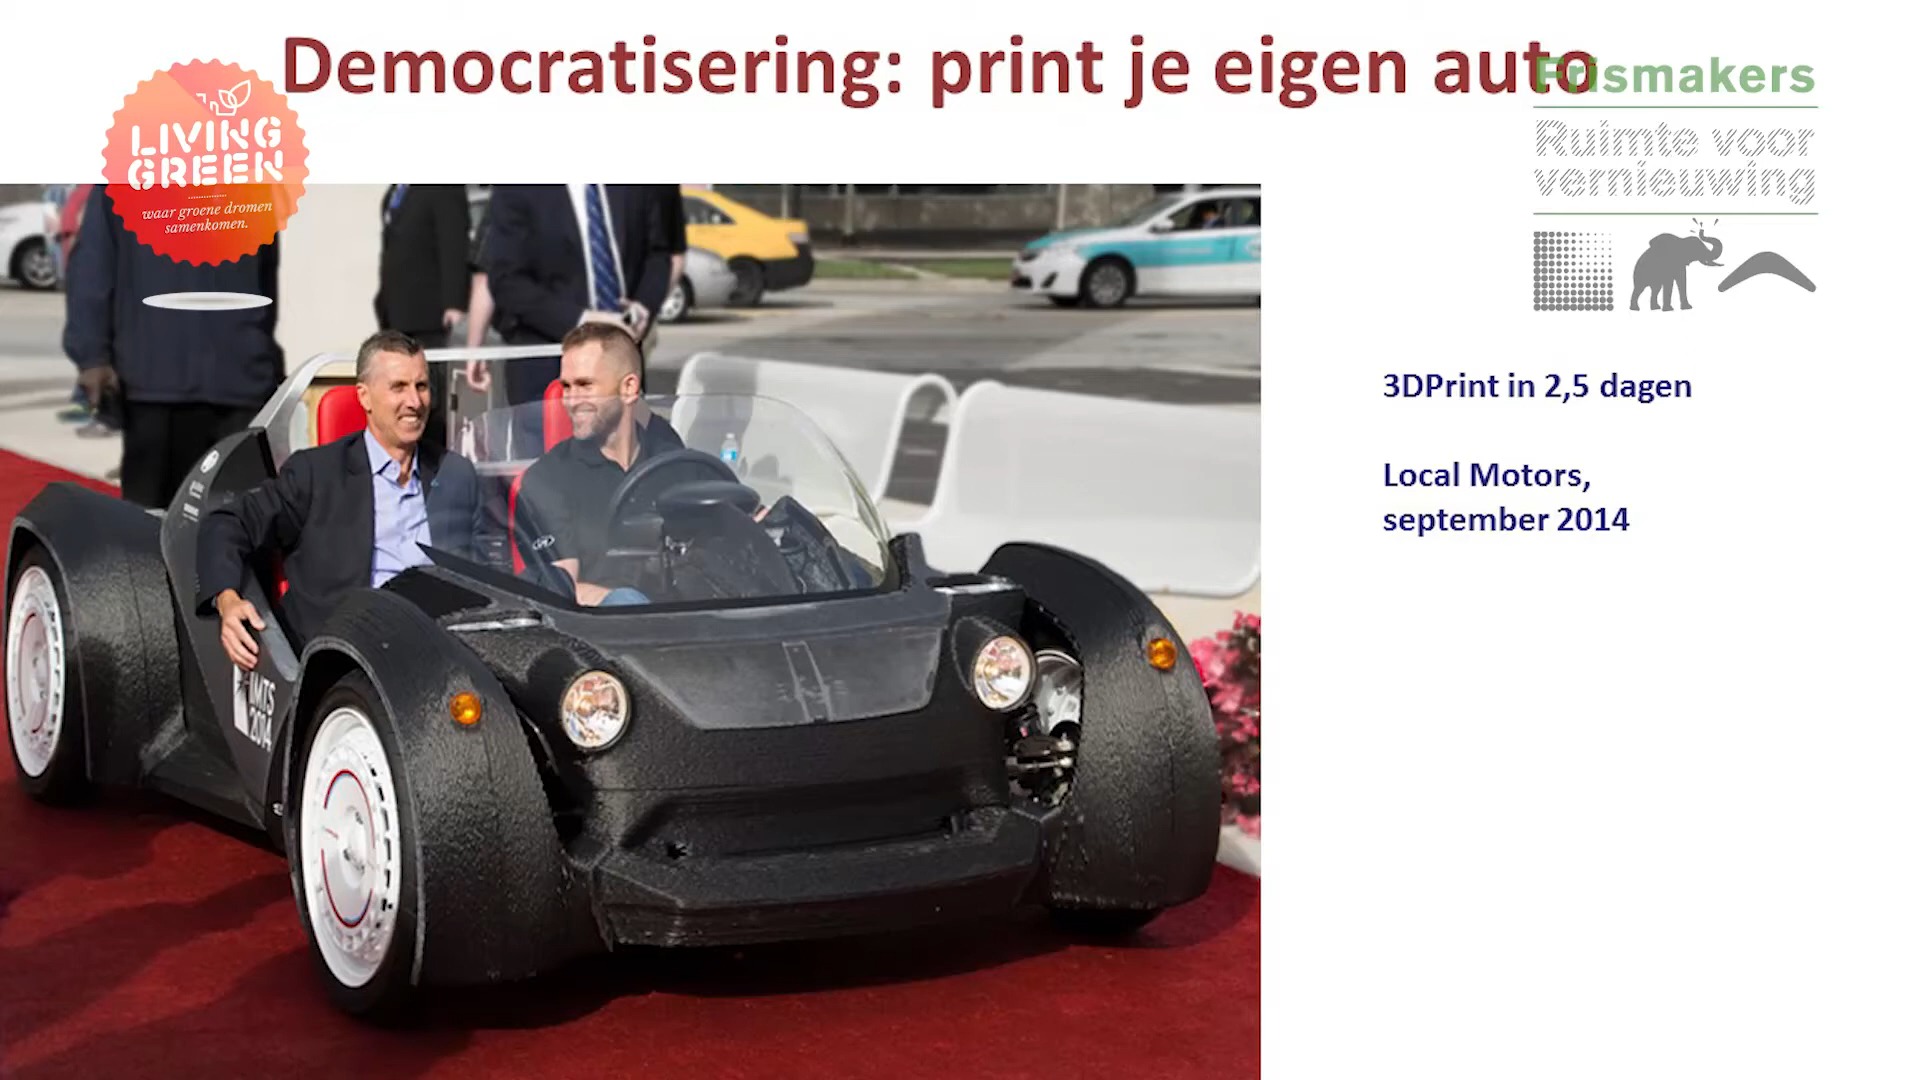 Democratisering: print je eigen auto
LIVING
GREEN
waar groene dromen
samenkomen.
Frismakers
Ruimte voor
vernieuwing
3DPrint in 2,5 dagen
Local Motors,
september 2014
IMTS
2014